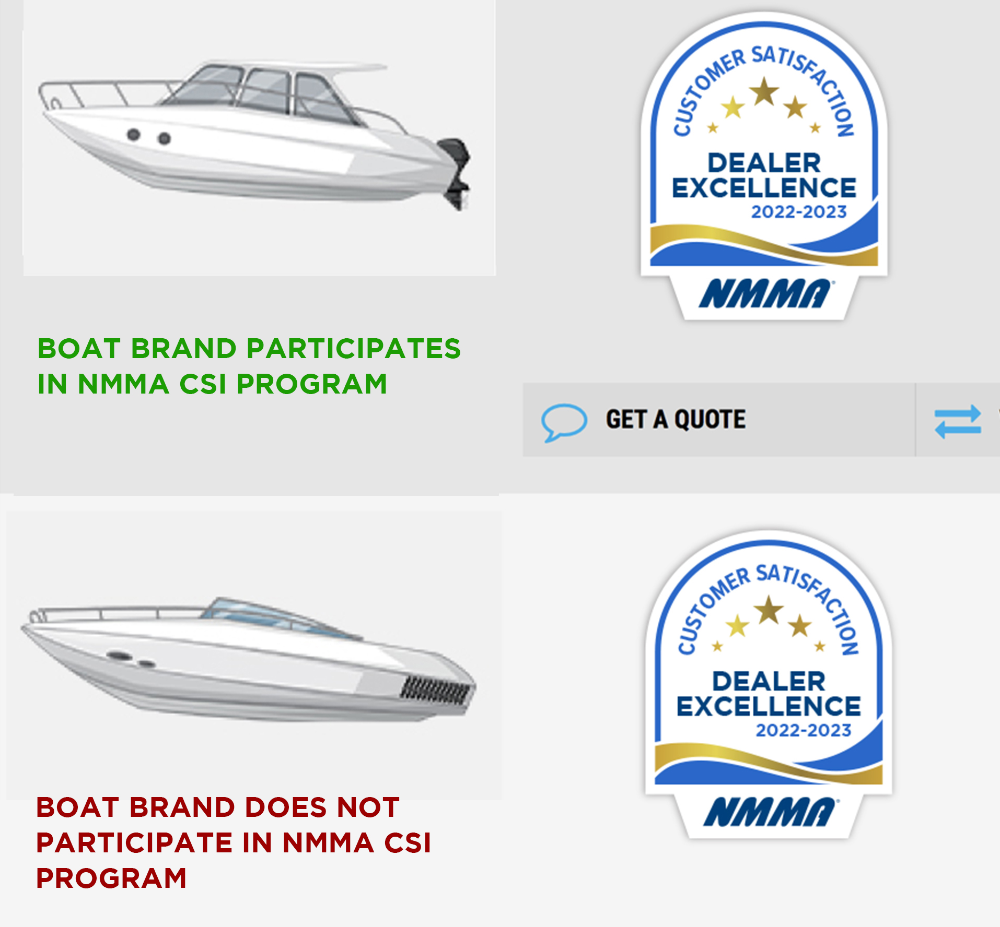 CUSTOMER SATISFACTION
DEALER
EXCELLENCE
2022-2023
NMMA®
BOAT BRAND PARTICIPATES
IN NMMA CSI PROGRAM
GET A QUOTE
CUSTOMER SATISFACTION
DEALER
EXCELLENCE
2022-2023
NMMA®
BOAT BRAND DOES NOT
PARTICIPATE IN NMMA CSI
PROGRAM